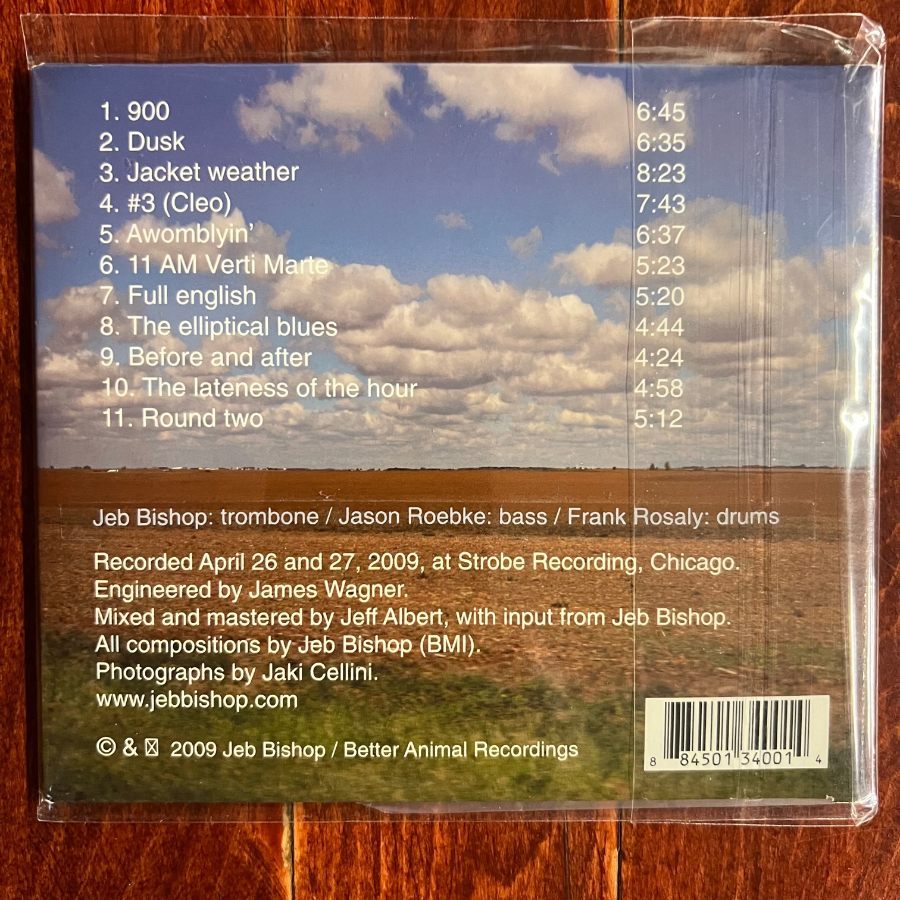 1. 900 6:45
2. Dusk 6:35
3. Jacket weather 8:23
4. #3 (Cleo) 7:43
5. Awomblyin' 6:37
6. 11 AM Verti Marte 5:23
7. Full english 5:20
8. The elliptical blues 4:44
9. Before and after 4:24
10. The lateness of the hour 4:58
11. Round two 5:12
Jeb Bishop: trombone / Jason Roebke: bass / Frank Rosaly: drums
Recorded April 26 and 27, 2009, at Strobe Recording, Chicago.
Engineered by James Wagner.
Mixed and mastered by Jeff Albert, with input from Jeb Bishop.
All compositions by Jeb Bishop (BMI).
Photographs by Jaki Cellini.
www.jebbishop.com
© & ☒ 2009 Jeb Bishop / Better Animal Recordings
8 84501 34001 4